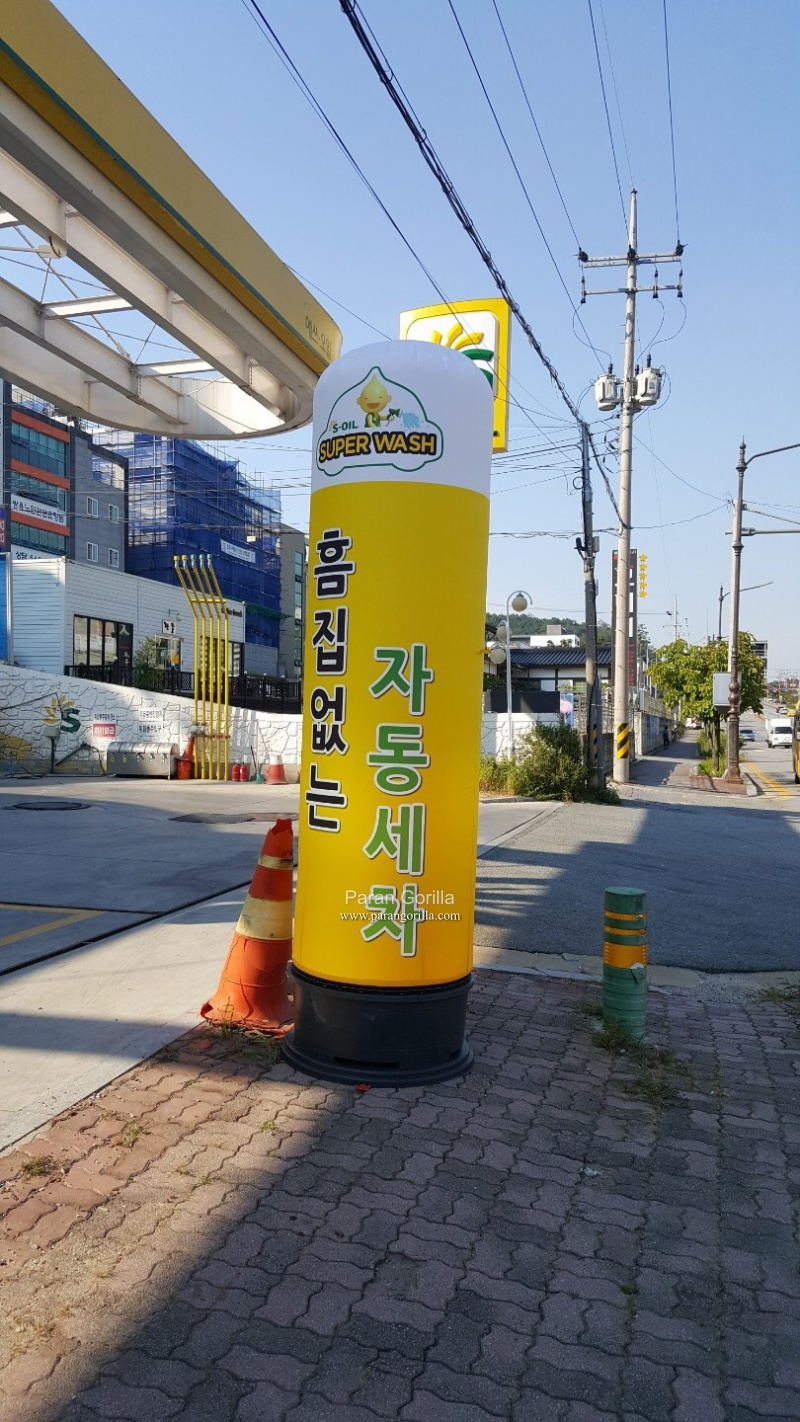 S-OIL
SUPER WASH
흠집없는
자동세차
Paran Gorilla
www.parangorilla.com